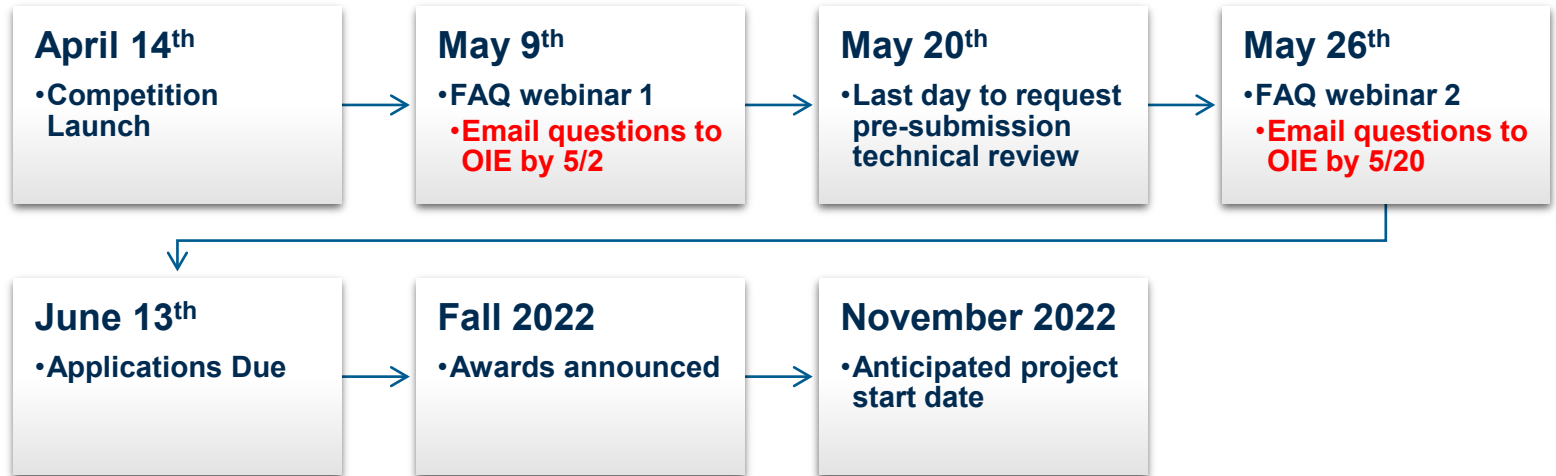 April 14th
•Competition
Launch
May 9th
•FAQ webinar 1
•Email questions to
OIE by 5/2
May 20th
•Last day to request
pre-submission
technical review
May 26th
•FAQ webinar 2
•Email questions to
OIE by 5/20
June 13th
•Applications Due
Fall 2022
•Awards announced
November 2022
•Anticipated project
start date